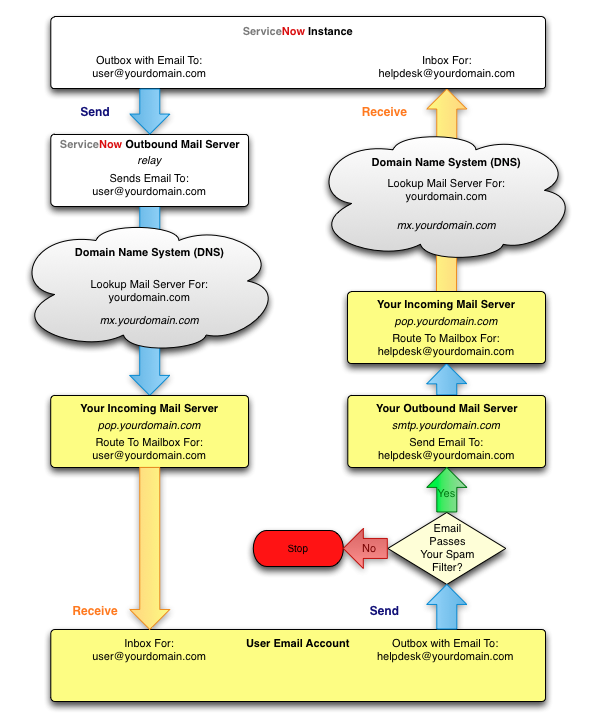 ServiceNow Instance
Outbox with Email To:
user@yourdomain.com
Inbox For:
helpdesk@yourdomain.com
Send
Receive
ServiceNow Outbound Mail Server
relay
Sends Email To:
user@yourdomain.com
Domain Name System (DNS)
Lookup Mail Server For:
yourdomain.com
mx.yourdomain.com
Domain Name System (DNS)
Lookup Mail Server For:
yourdomain.com
mx.yourdomain.com
Your Incoming Mail Server
pop.yourdomain.com
Route To Mailbox For:
helpdesk@yourdomain.com
Your Incoming Mail Server
pop.yourdomain.com
Route To Mailbox For:
user@yourdomain.com
Your Outbound Mail Server
smtp.yourdomain.com
Send Email To:
helpdesk@yourdomain.com
Yes
Email
Passes
Your Spam
Filter?
No
Stop
Receive
Send
Inbox For:
user@yourdomain.com
User Email Account
Outbox with Email To:
helpdesk@yourdomain.com